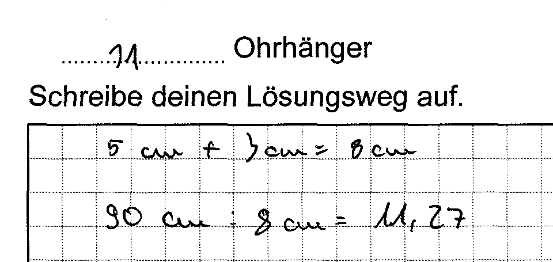 11 Ohrhänger
Schreibe deinen Lösungsweg auf.
5 cm + 3 cm = 8 cm
90 cm : 8 cm = 11,27